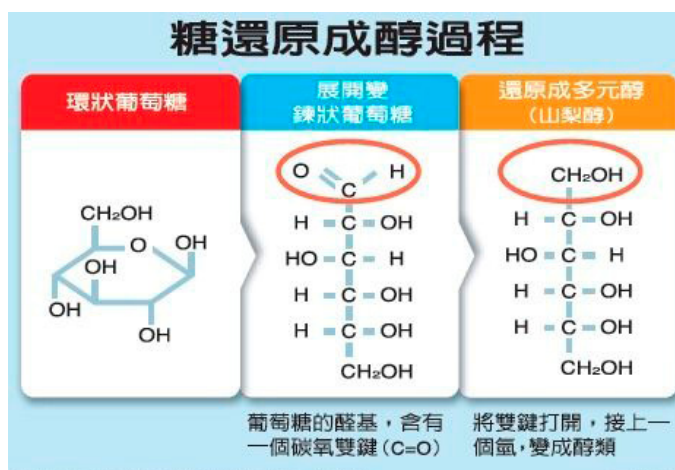 糖還原成醇過程
環狀葡萄糖
展開變
鍊狀葡萄糖
還原成多元醇
(山梨醇)
CH₂OH
O
OH
OH
OH
OH
O H
C
H C OH
HO C H
H C OH
H C OH
CH₂OH
CH₂OH
H C OH
HO C H
H C OH
H C OH
CH₂OH
葡萄糖的醛基，含有
一個碳氧雙鍵(C=O)
將雙鍵打開，接上一
個氫，變成醇類